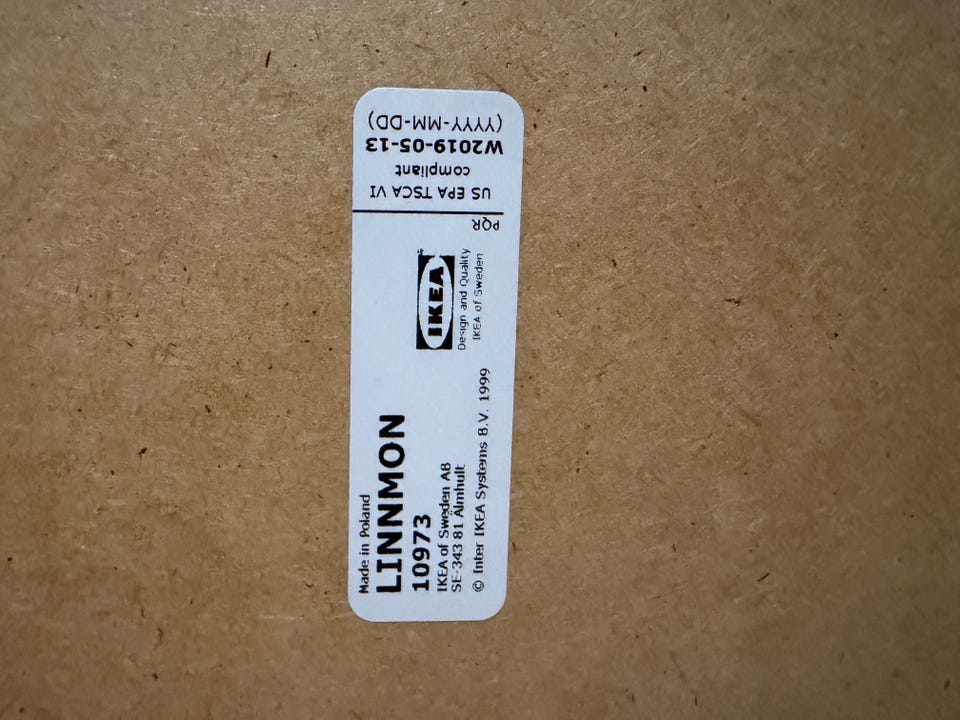 Made in Poland
LINNMON
10973
IKEA of Sweden AB
SE-343 81 Älmhult
© Inter IKEA Systems B.V. 1999
IKEA
Design and Quality
IKEA of Sweden
PQR
US EPA TSCA VI
compliant
W2019-05-13
(YYYY-MM-DD)